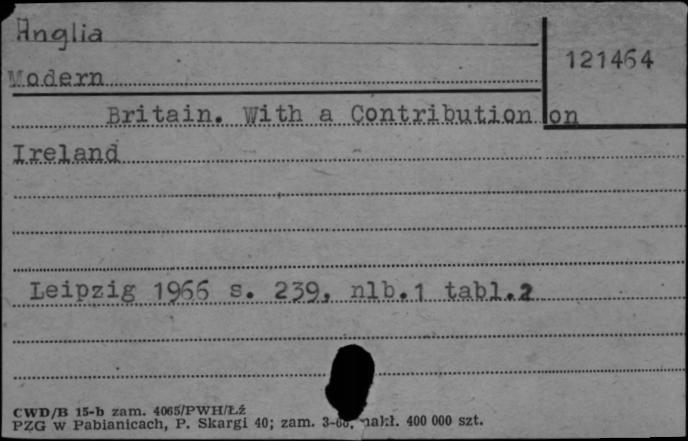 Anglia
121464
Modern
Britain. With a Contribution on
Ireland
Leipzig 1966 s. 239, nlb.1 tabl.2
CWD/B 15-b zam. 4065/PWH/Łź
PZG w Pabianicach, P. Skargi 40; zam. nakł. 400 000 szt.